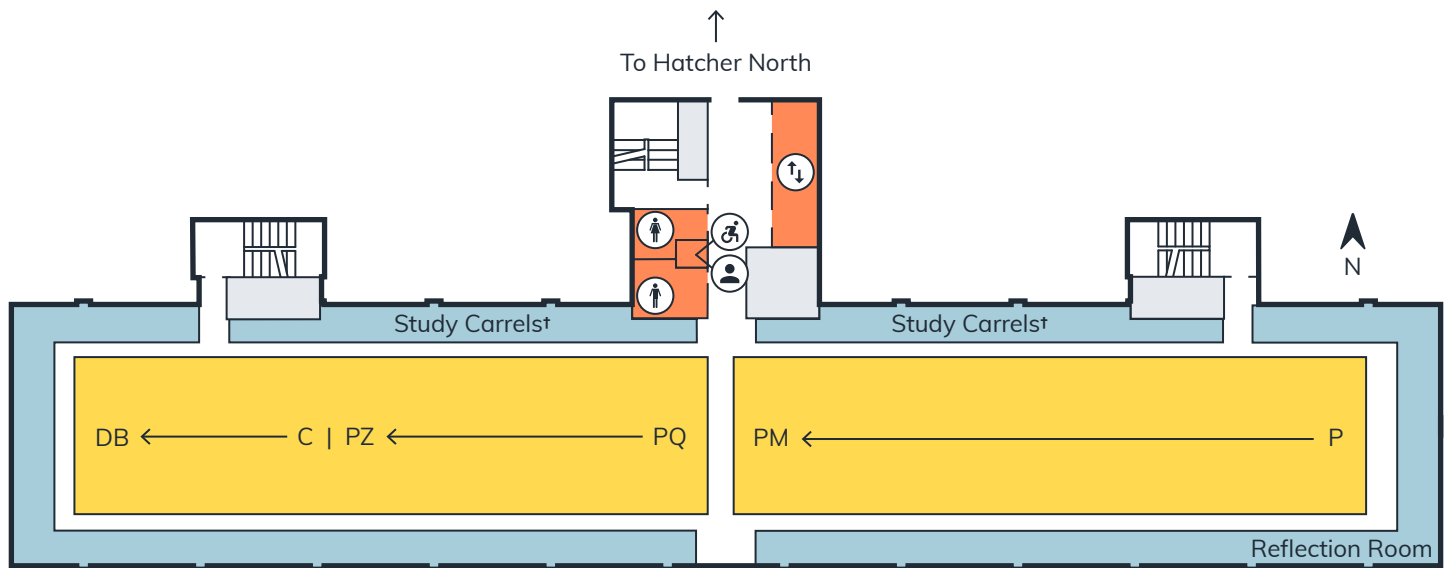 To Hatcher North
N
Study Carrels†
Study Carrels†
DB
C | PZ
PQ
PM
P
Reflection Room